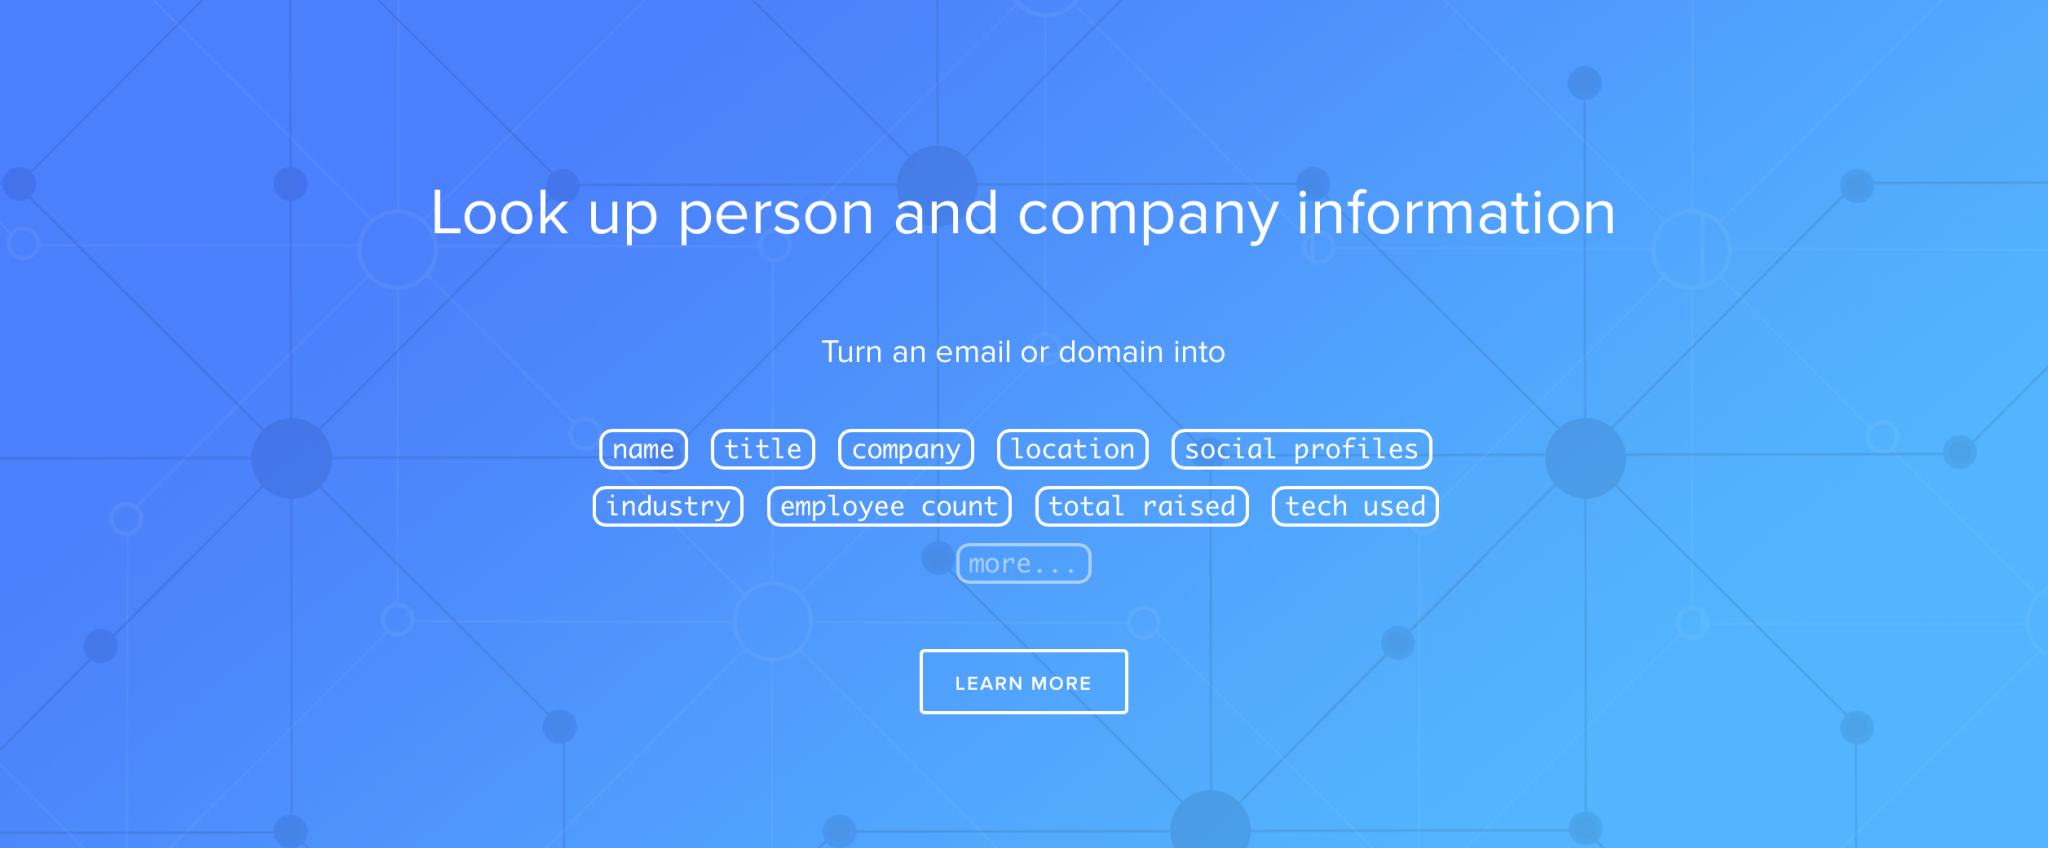 Look up person and company information
Turn an email or domain into
name title company location social profiles
industry employee count total raised tech used
more...
LEARN MORE